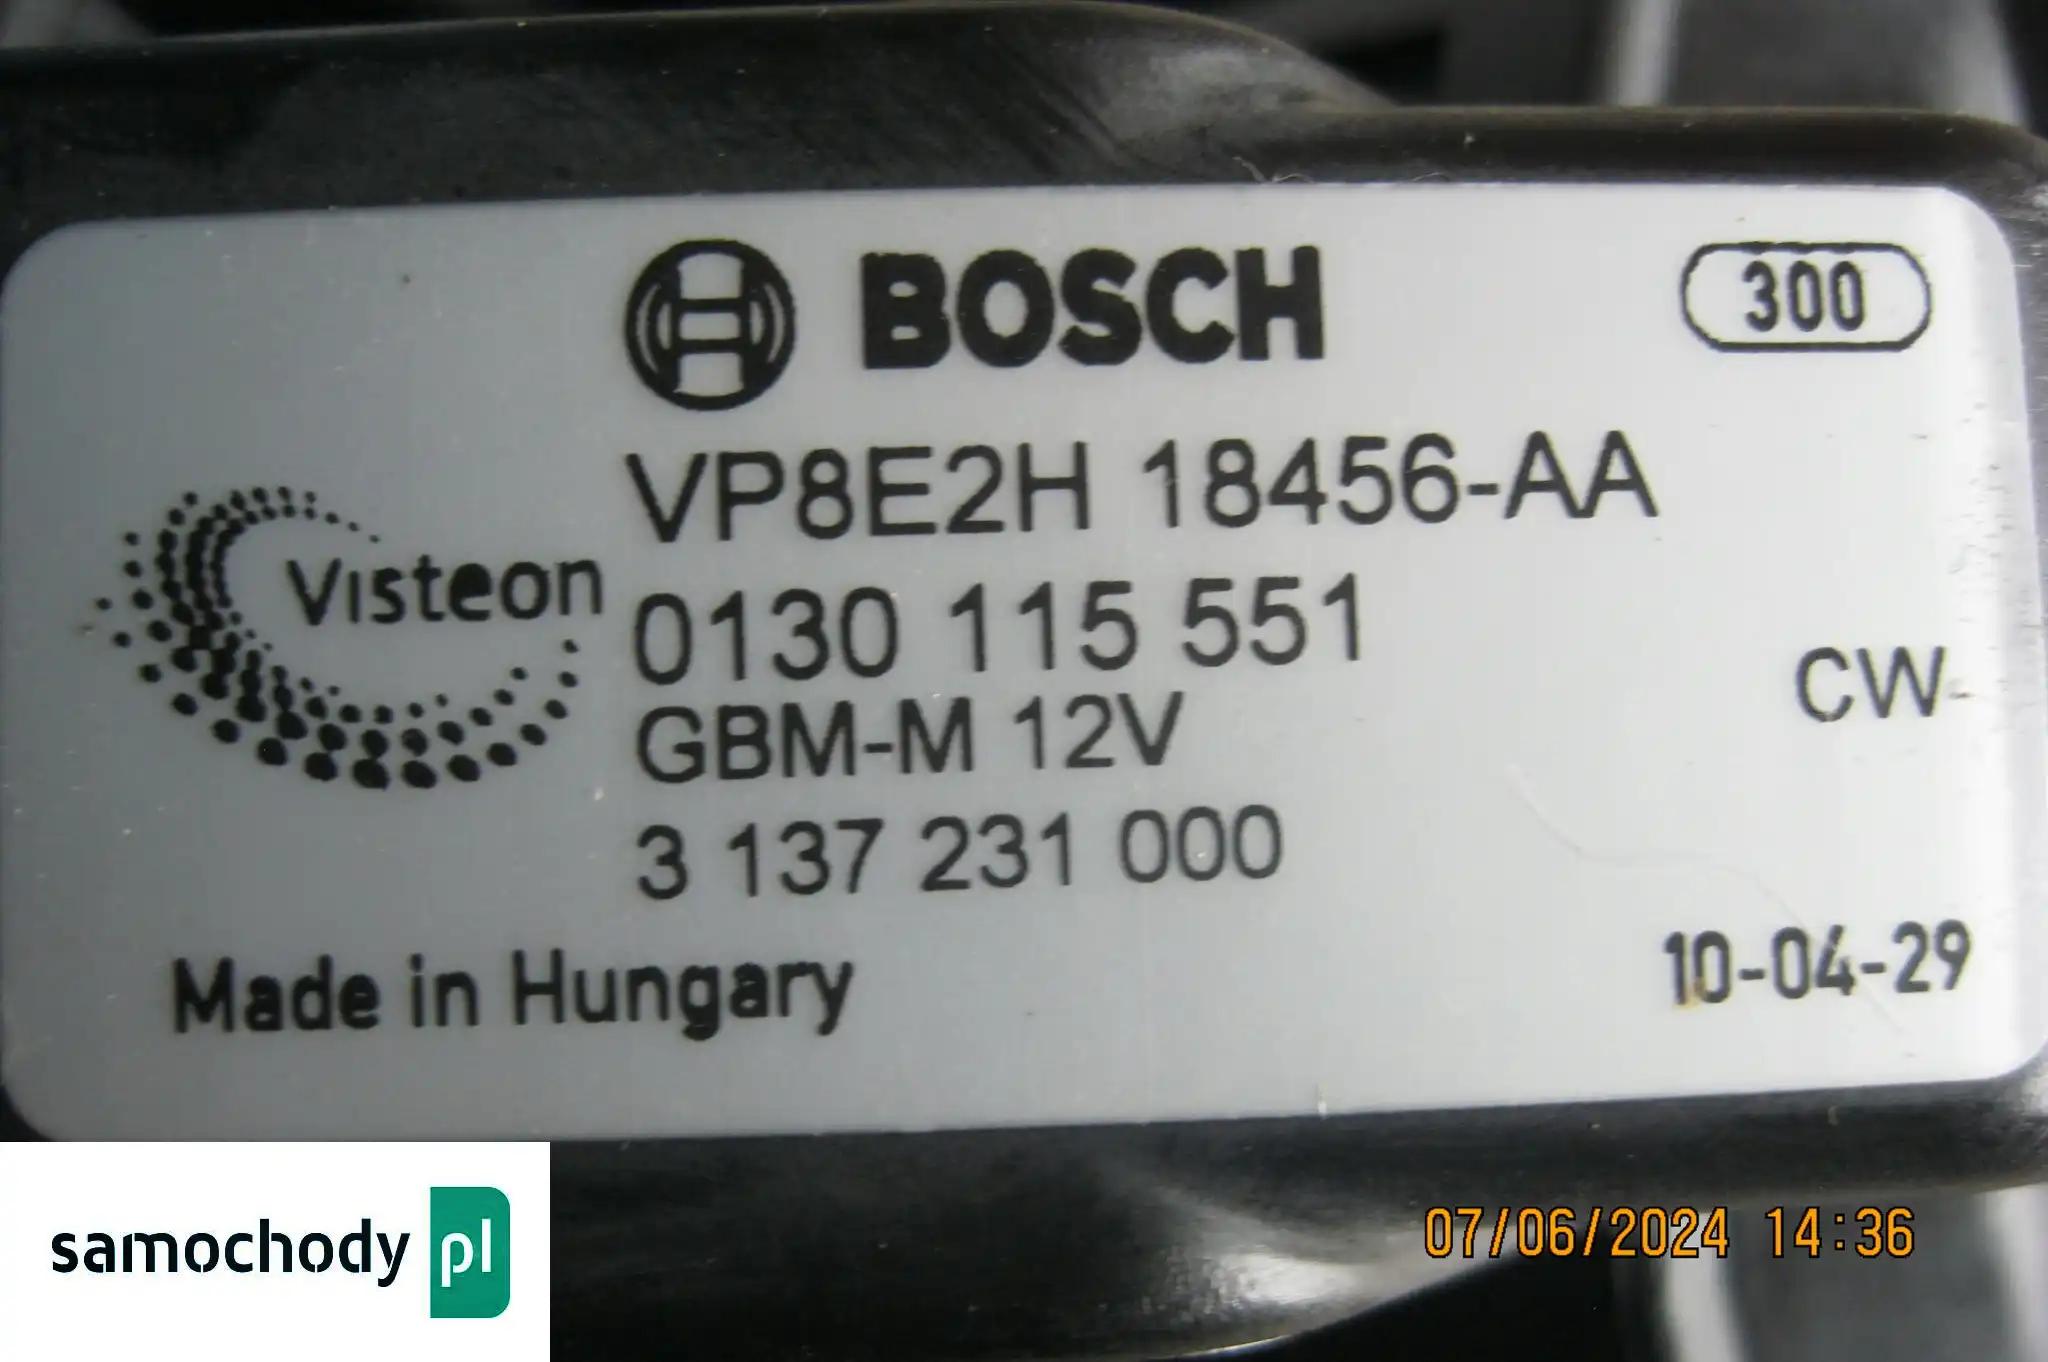 BOSCH
300
VP8E2H 18456-AA
Visteon
0130 115 551
CW
GBM-M 12V
3 137 231 000
Made in Hungary
10-04-29
07/06/2024 14:36
samochody pl